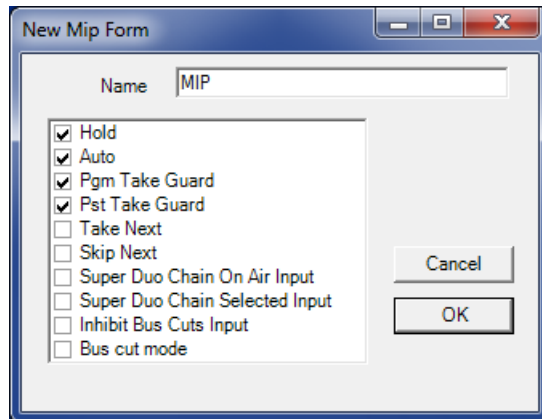 New Mip Form
Name MIP
Hold
Auto
Pgm Take Guard
Pst Take Guard
Take Next
Skip Next
Super Duo Chain On Air Input
Super Duo Chain Selected Input
Inhibit Bus Cuts Input
Bus cut mode
Cancel
OK